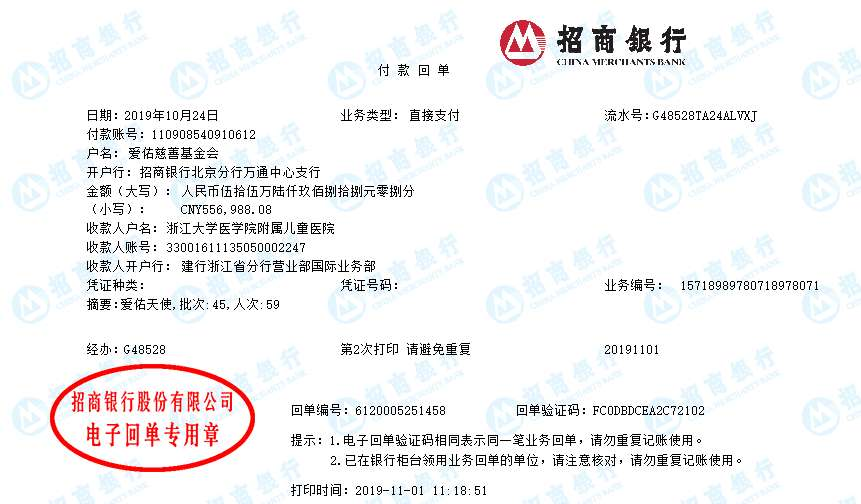 招商银行
CHINA MERCHANTS BANK
付款回单
日期：2019年10月24日 业务类型：直接支付 流水号：G48528TA24ALVXJ
付款账号：110908540910612
户名：爱佑慈善基金会
开户行：招商银行北京分行万通中心支行
金额（大写）：人民币伍拾伍万陆仟玖佰捌拾捌元零捌分
（小写）： CNY556,988.08
收款人户名：浙江大学医学院附属儿童医院
收款人账号：33001611135050002247
收款人开户行：建行浙江省分行营业部国际业务部
凭证种类： 凭证号码： 业务编号：15718989780718978071
摘要：爱佑天使,批次:45,人次:59
经办：G48528 第2次打印 请避免重复 20191101
招商银行股份有限公司
电子回单专用章
回单编号：6120005251458 回单验证码：FC0DBDCEA2C72102
提示：1.电子回单验证码相同表示同一笔业务回单，请勿重复记账使用。
2.已在银行柜台领用业务回单的单位，请注意核对，请勿重复记账使用。
打印时间：2019-11-01 11:18:51